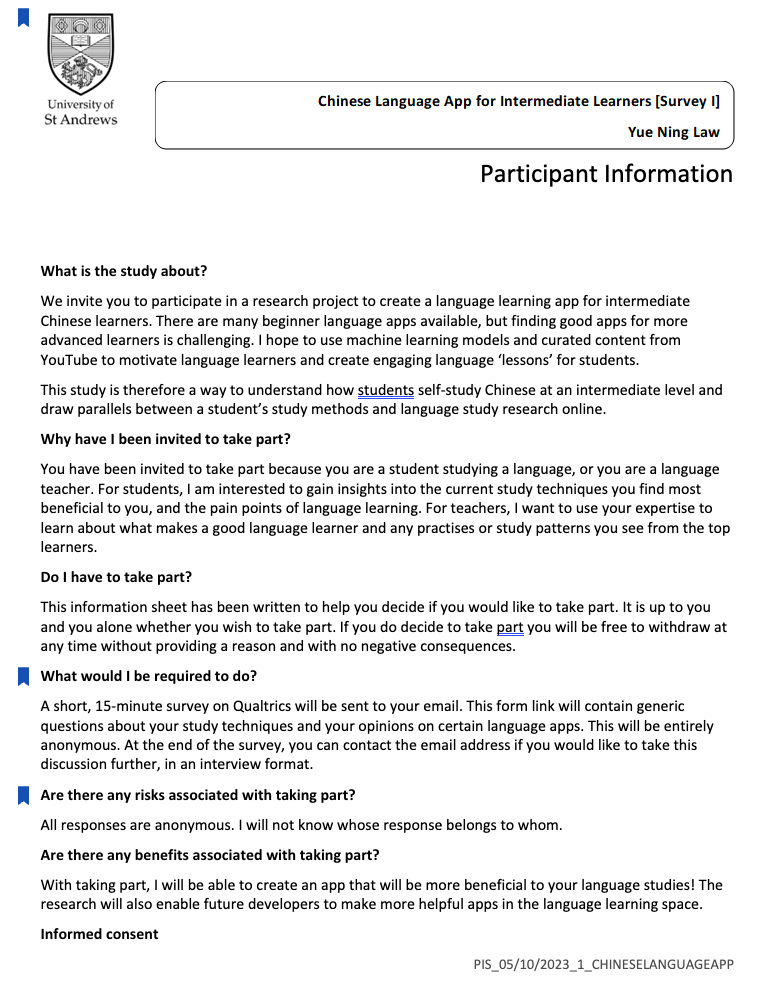 University of
St Andrews
Chinese Language App for Intermediate Learners [Survey I]
Yue Ning Law
Participant Information
What is the study about?
We invite you to participate in a research project to create a language learning app for intermediate
Chinese learners. There are many beginner language apps available, but finding good apps for more
advanced learners is challenging. I hope to use machine learning models and curated content from
YouTube to motivate language learners and create engaging language ‘lessons’ for students.
This study is therefore a way to understand how students self-study Chinese at an intermediate level and
draw parallels between a student’s study methods and language study research online.
Why have I been invited to take part?
You have been invited to take part because you are a student studying a language, or you are a language
teacher. For students, I am interested to gain insights into the current study techniques you find most
beneficial to you, and the pain points of language learning. For teachers, I want to use your expertise to
learn about what makes a good language learner and any practises or study patterns you see from the top
learners.
Do I have to take part?
This information sheet has been written to help you decide if you would like to take part. It is up to you
and you alone whether you wish to take part. If you do decide to take part you will be free to withdraw at
any time without providing a reason and with no negative consequences.
What would I be required to do?
A short, 15-minute survey on Qualtrics will be sent to your email. This form link will contain generic
questions about your study techniques and your opinions on certain language apps. This will be entirely
anonymous. At the end of the survey, you can contact the email address if you would like to take this
discussion further, in an interview format.
Are there any risks associated with taking part?
All responses are anonymous. I will not know whose response belongs to whom.
Are there any benefits associated with taking part?
With taking part, I will be able to create an app that will be more beneficial to your language studies! The
research will also enable future developers to make more helpful apps in the language learning space.
Informed consent
PIS_05/10/2023_1_CHINESELANGUAGEAPP